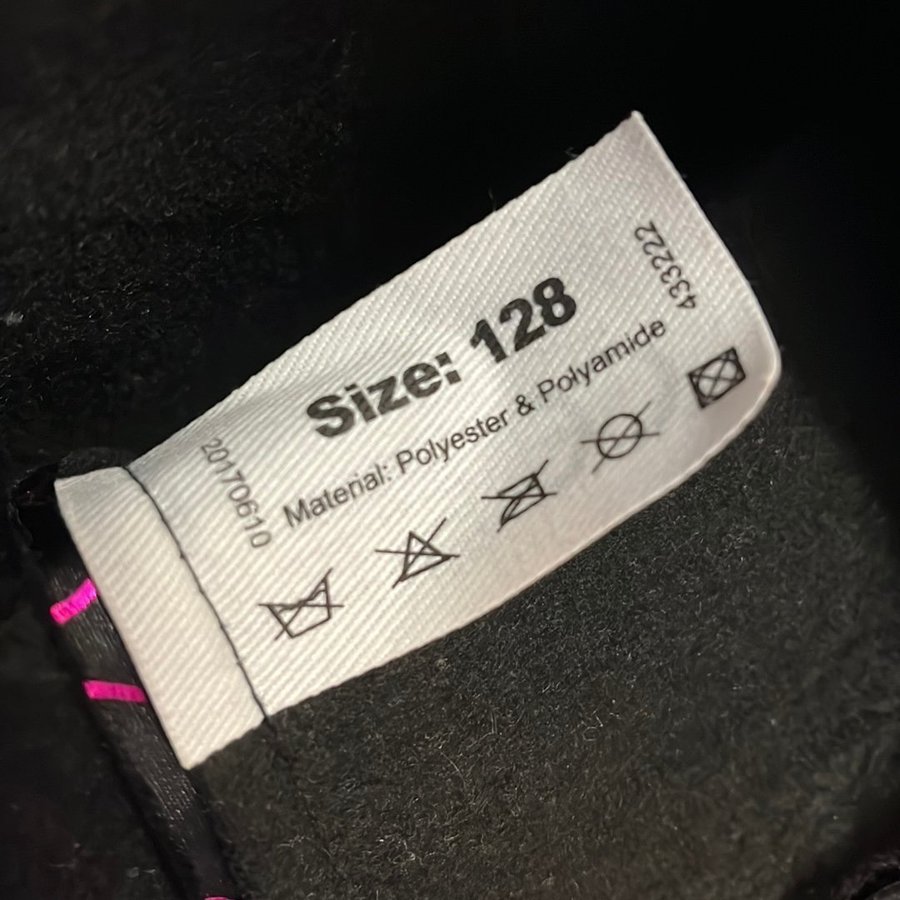 Size: 128
Material: Polyester & Polyamide
20170610
433222